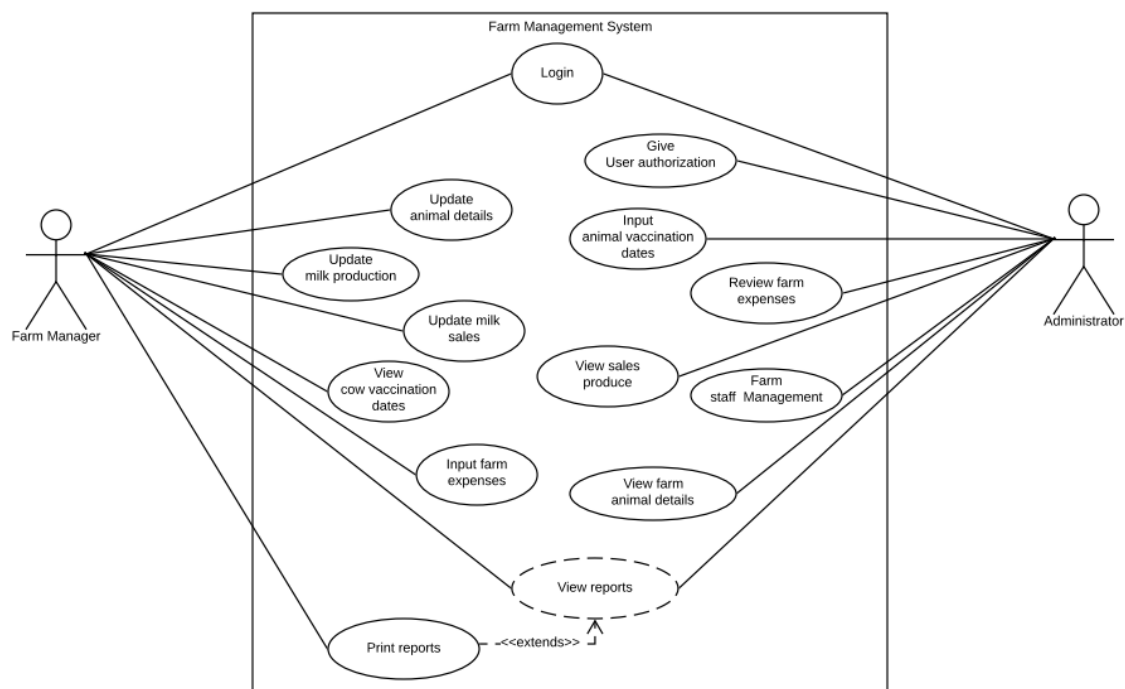 Farm Management System
Login
Give
User authorization
Update
animal details
Input
animal vaccination
dates
Update
milk production
Review farm
expenses
Farm Manager
Administrator
Update milk
sales
View
cow vaccination
dates
View sales
produce
Farm
staff Management
Input farm
expenses
View farm
animal details
View reports
Print reports
<<extends>>